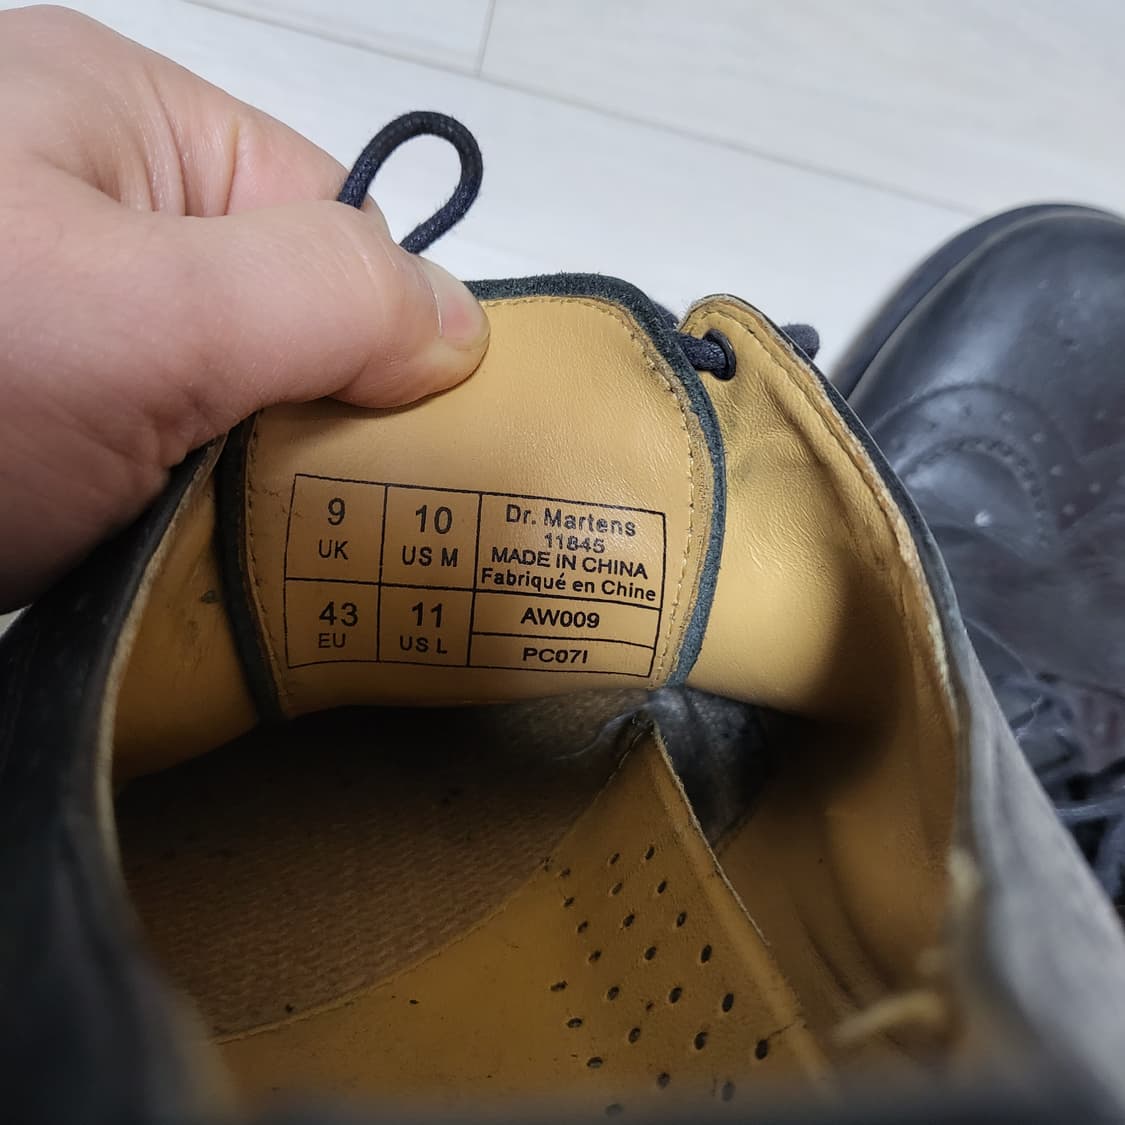 9
UK
10
US M
Dr. Martens
11845
MADE IN CHINA
Fabriqué en Chine
43
EU
11
US L
AW009
PC07I